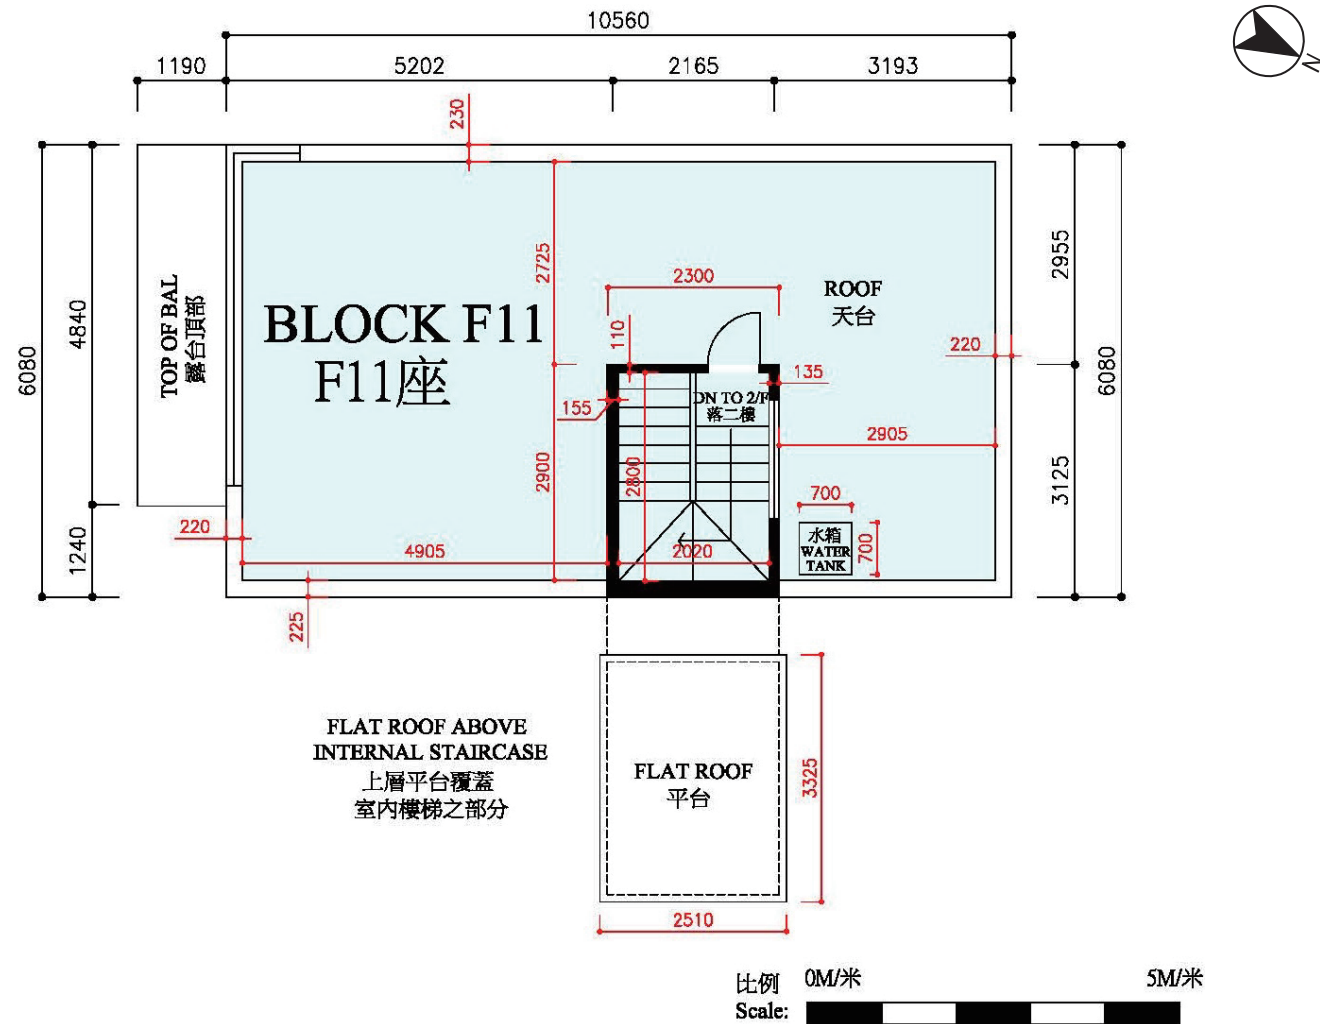 10560
1190
5202
2165
3193
N
230
6080
4840
1240
TOP OF BAL
露台頂部
BLOCK F11
F11座
2725
2300
ROOF
天台
2955
6080
3125
110
220
135
155
DN TO 2/F
落二樓
2905
2900
2800
700
水箱
WATER
TANK
700
220
4905
2020
225
FLAT ROOF ABOVE
INTERNAL STAIRCASE
上層平台覆蓋
室內樓梯之部分
FLAT ROOF
平台
3325
2510
比例 0M/米 5M/米
Scale: